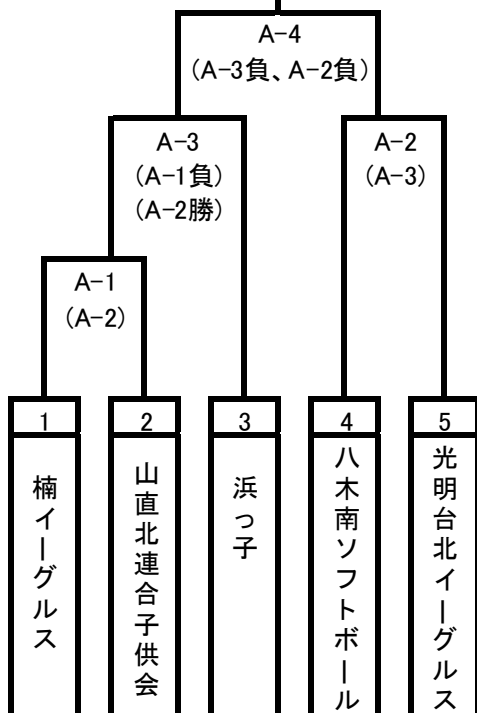 A-4
(A-3負、A-2負)
A-3
(A-1負)
(A-2勝)
A-2
(A-3)
A-1
(A-2)
1
2
3
4
5
楠イーグルス
山直北連合子供会
浜っ子
八木南ソフトボール
光明台北イーグルス